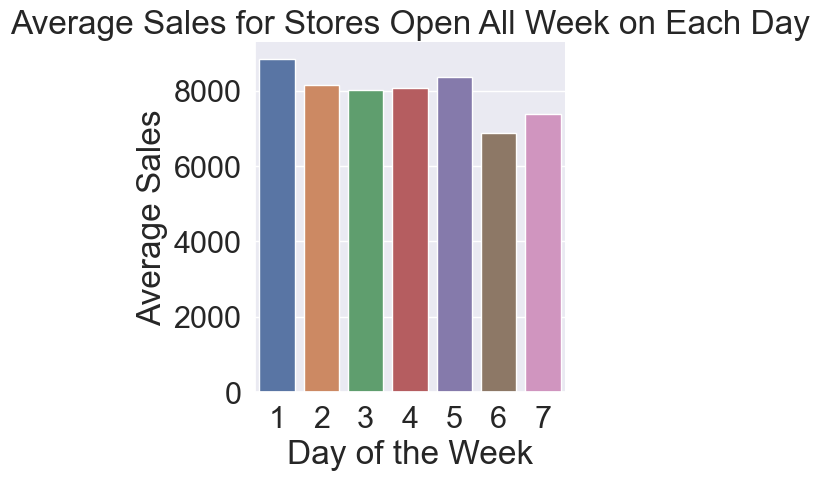 Average Sales for Stores Open All Week on Each Day
Average Sales
8000
6000
4000
2000
0
1 2 3 4 5 6 7
Day of the Week